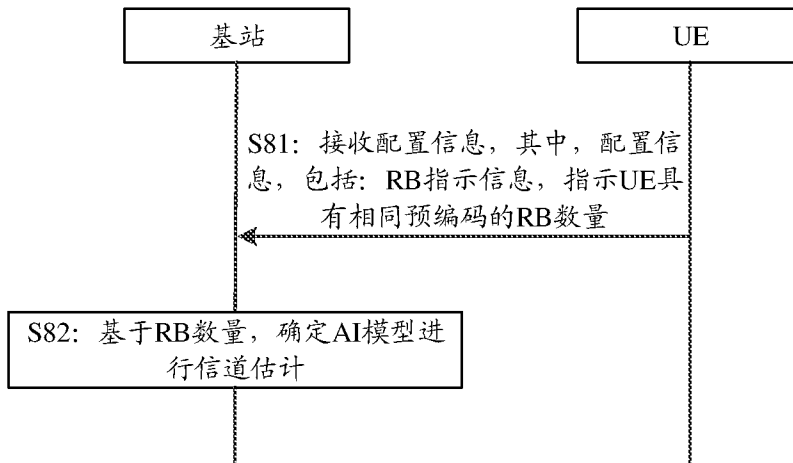 基站
UE
S81：接收配置信息，其中，配置信
息，包括：RB指示信息，指示UE具
有相同预编码的RB数量
S82：基于RB数量，确定AI模型进
行信道估计